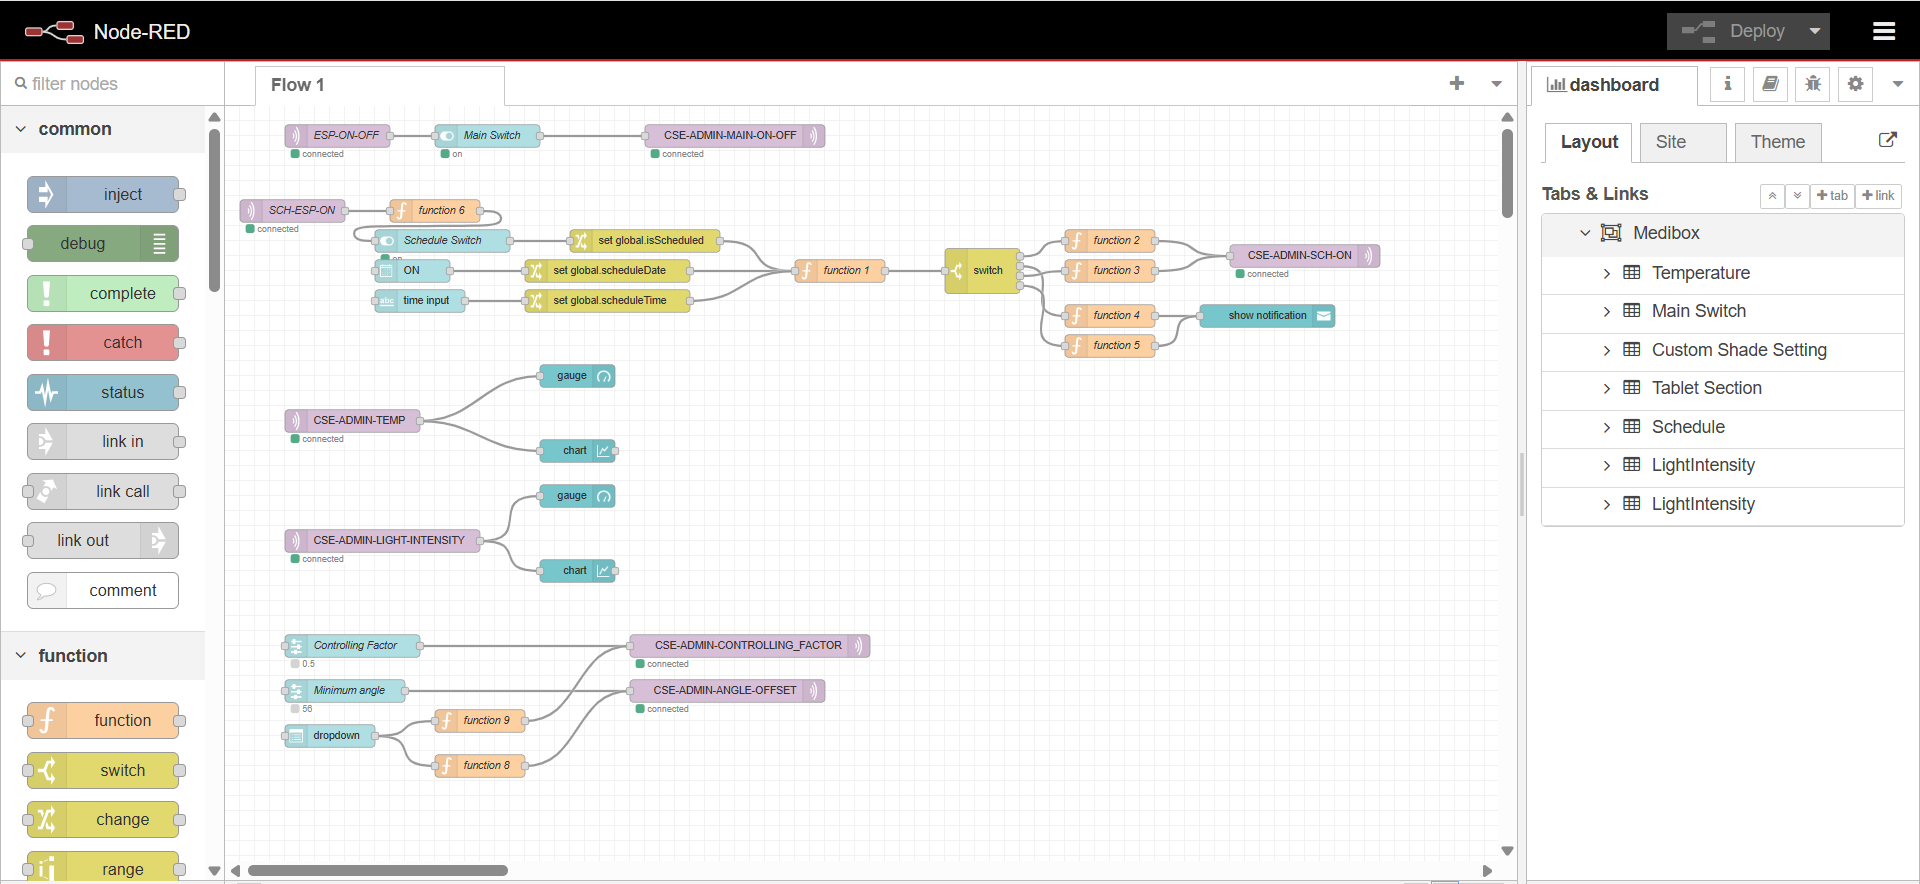 Node-RED
Deploy
filter nodes
Flow 1
dashboard
common
inject
debug
complete
catch
status
link in
link call
link out
comment
function
function
switch
change
range
ESP-ON-OFF
connected
Main Switch
on
CSE-ADMIN-MAIN-ON-OFF
connected
SCH-ESP-ON
connected
function 6
Schedule Switch
on
set global.isScheduled
ON
set global.scheduleDate
abc
time input
set global.scheduleTime
function 1
switch
function 2
function 3
CSE-ADMIN-SCH-ON
connected
function 4
function 5
show notification
gauge
CSE-ADMIN-TEMP
connected
chart
gauge
CSE-ADMIN-LIGHT-INTENSITY
connected
chart
Controlling Factor
0.5
CSE-ADMIN-CONTROLLING_FACTOR
connected
Minimum angle
56
CSE-ADMIN-ANGLE-OFFSET
connected
dropdown
function 9
function 8
Layout
Site
Theme
Tabs & Links
tab
link
Medibox
Temperature
Main Switch
Custom Shade Setting
Tablet Section
Schedule
LightIntensity
LightIntensity